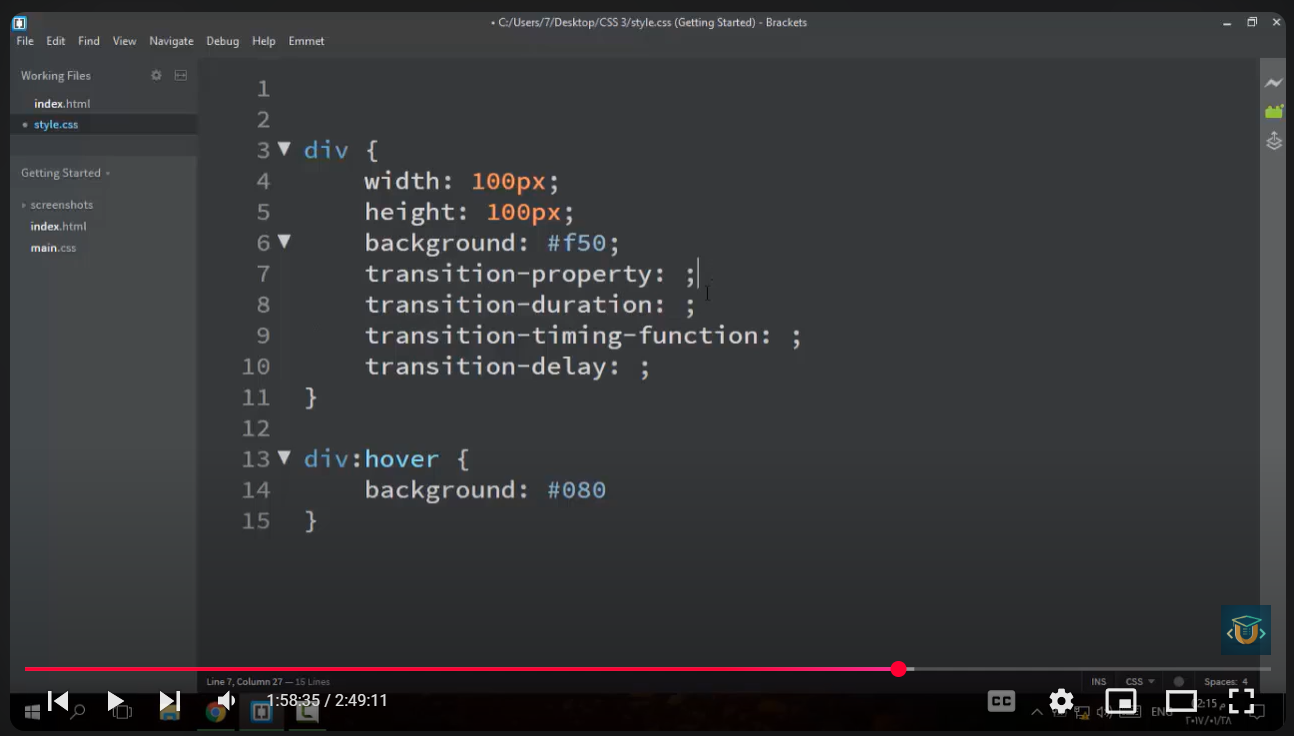 • C:/Users/7/Desktop/CSS 3/style.css (Getting Started) - Brackets
File Edit Find View Navigate Debug Help Emmet
Working Files
index.html
• style.css
Getting Started
screenshots
index.html
main.css
1
2
3 div {
4 width: 100px;
5 height: 100px;
6 background: #f50;
7 transition-property: ;
8 transition-duration: ;
9 transition-timing-function: ;
10 transition-delay: ;
11 }
12
13 div:hover {
14 background: #080
15 }
Line 7, Column 27 — 15 Lines
INS CSS Spaces: 4
1:58:35 / 2:49:11
CC
ENG
٢٠١٧/٠١/٢٨